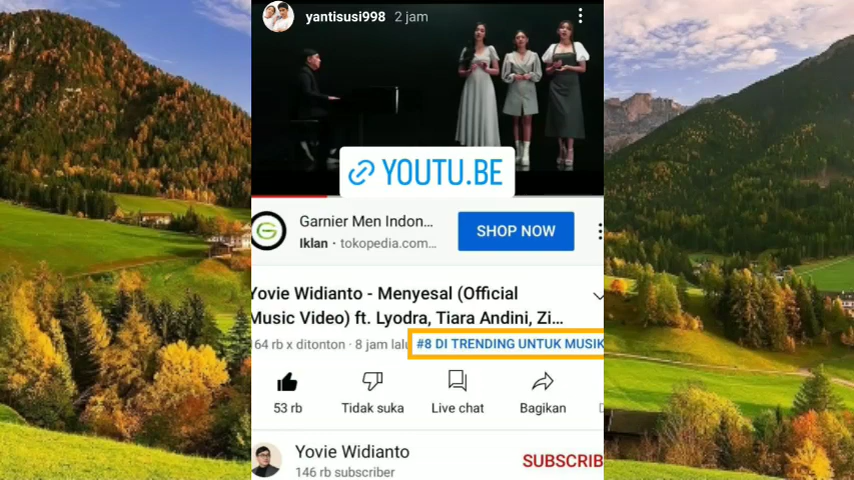 yantisusi998 2 jam
YOUTU.BE
Garnier Men Indon...
SHOP NOW
Iklan · tokopedia.com...
Yovie Widianto - Menyesal (Official
Music Video) ft. Lyodra, Tiara Andini, Zi...
64 rb x ditonton · 8 jam lalu
#8 DI TRENDING UNTUK MUSIK
53 rb
Tidak suka
Live chat
Bagikan
Yovie Widianto
146 rb subscriber
SUBSCRIB